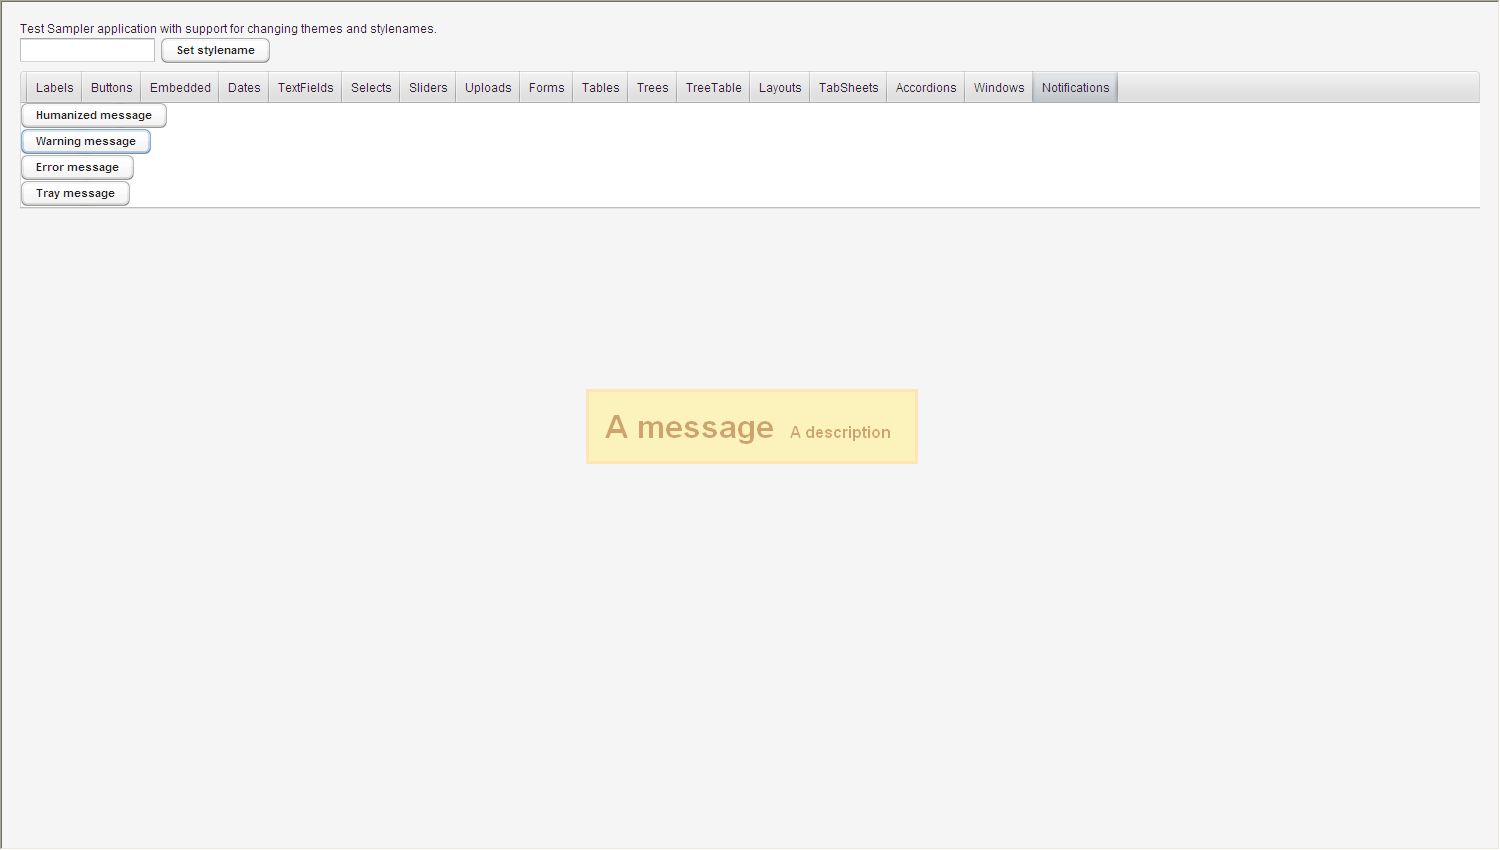 Test Sampler application with support for changing themes and stylenames.
Set stylename
Labels Buttons Embedded Dates TextFields Selects Sliders Uploads Forms Tables Trees TreeTable Layouts TabSheets Accordions Windows Notifications
Humanized message
Warning message
Error message
Tray message
A message A description